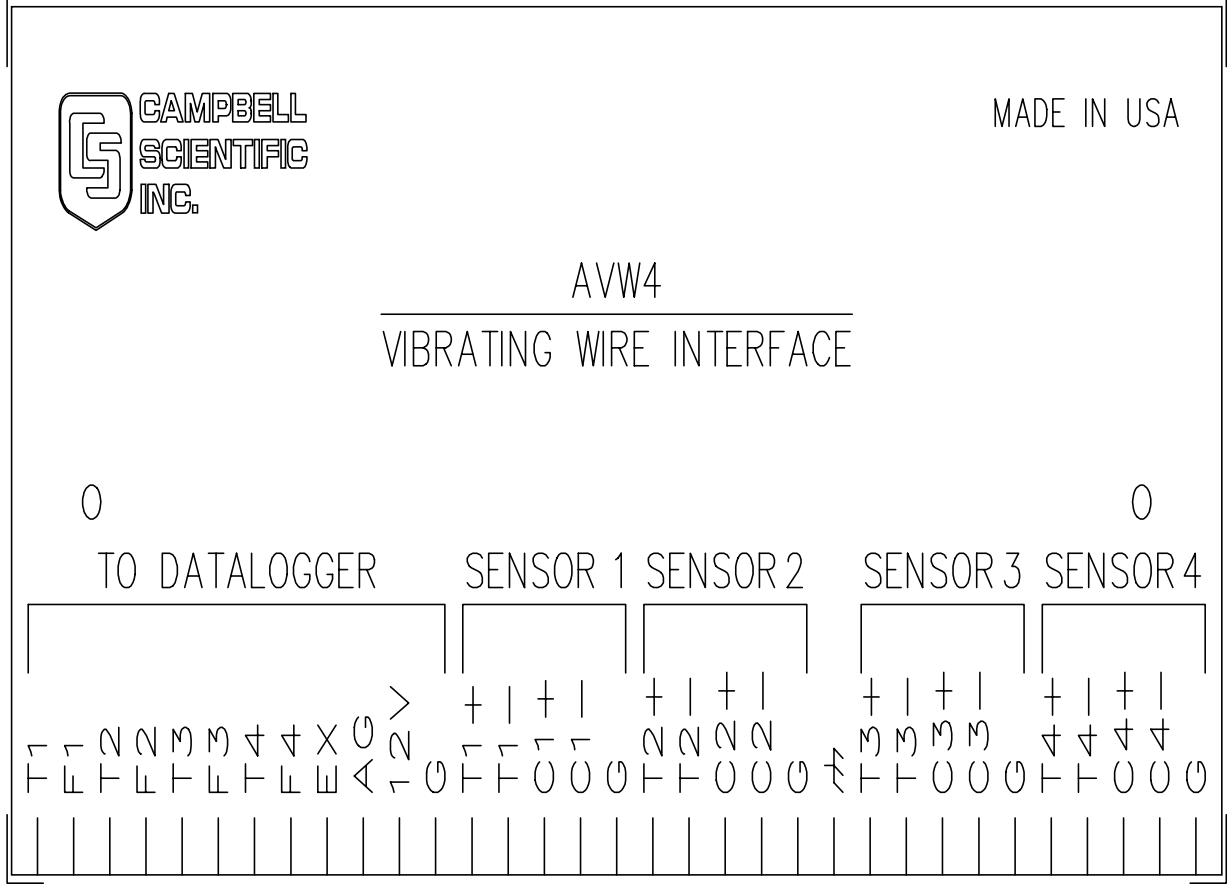 CAMPBELL
SCIENTIFIC
INC.
MADE IN USA
AVW4
VIBRATING WIRE INTERFACE
TO DATALOGGER SENSOR 1 SENSOR 2 SENSOR 3 SENSOR 4
T1 F1 T2 F2 T3 F3 T4 F4 EX AG 12V G T1+ T1- C1+ C1- G T2+ T2- C2+ C2- G T3+ T3- C3+ C3- G T4+ T4- C4+ C4- G